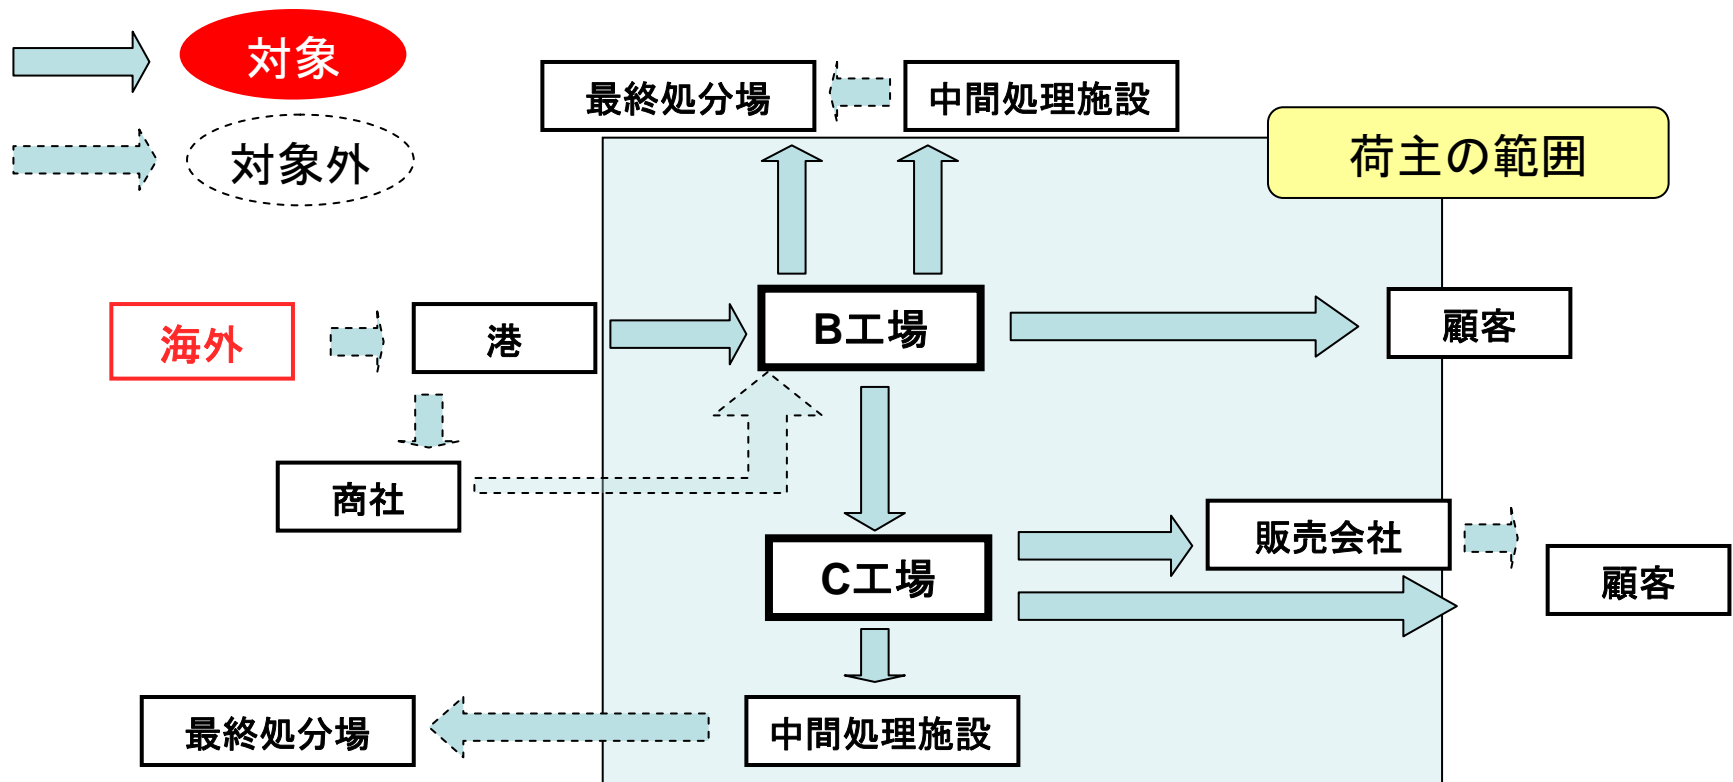 対象
対象外
最終処分場
中間処理施設
荷主の範囲
海外
港
B工場
顧客
商社
C工場
販売会社
顧客
最終処分場
中間処理施設